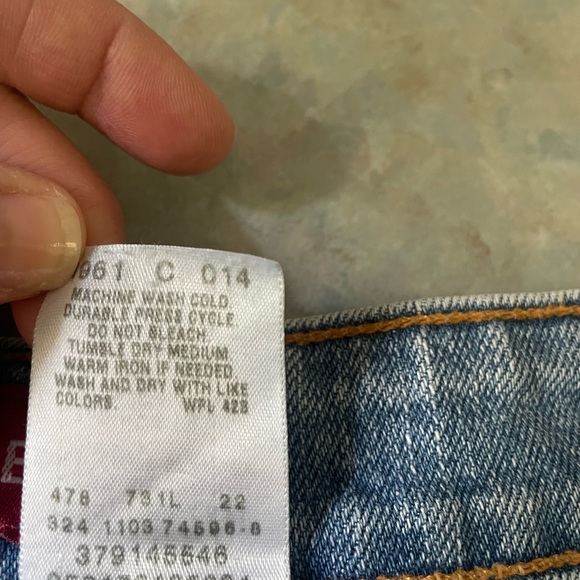 961 C 014
MACHINE WASH COLD
DURABLE PRESS CYCLE.
DO NOT BLEACH.
TUMBLE DRY MEDIUM.
WARM IRON IF NEEDED.
WASH AND DRY WITH LIKE
COLORS. WPL 423
478 731L 22
324 1103 74596-8
379146546